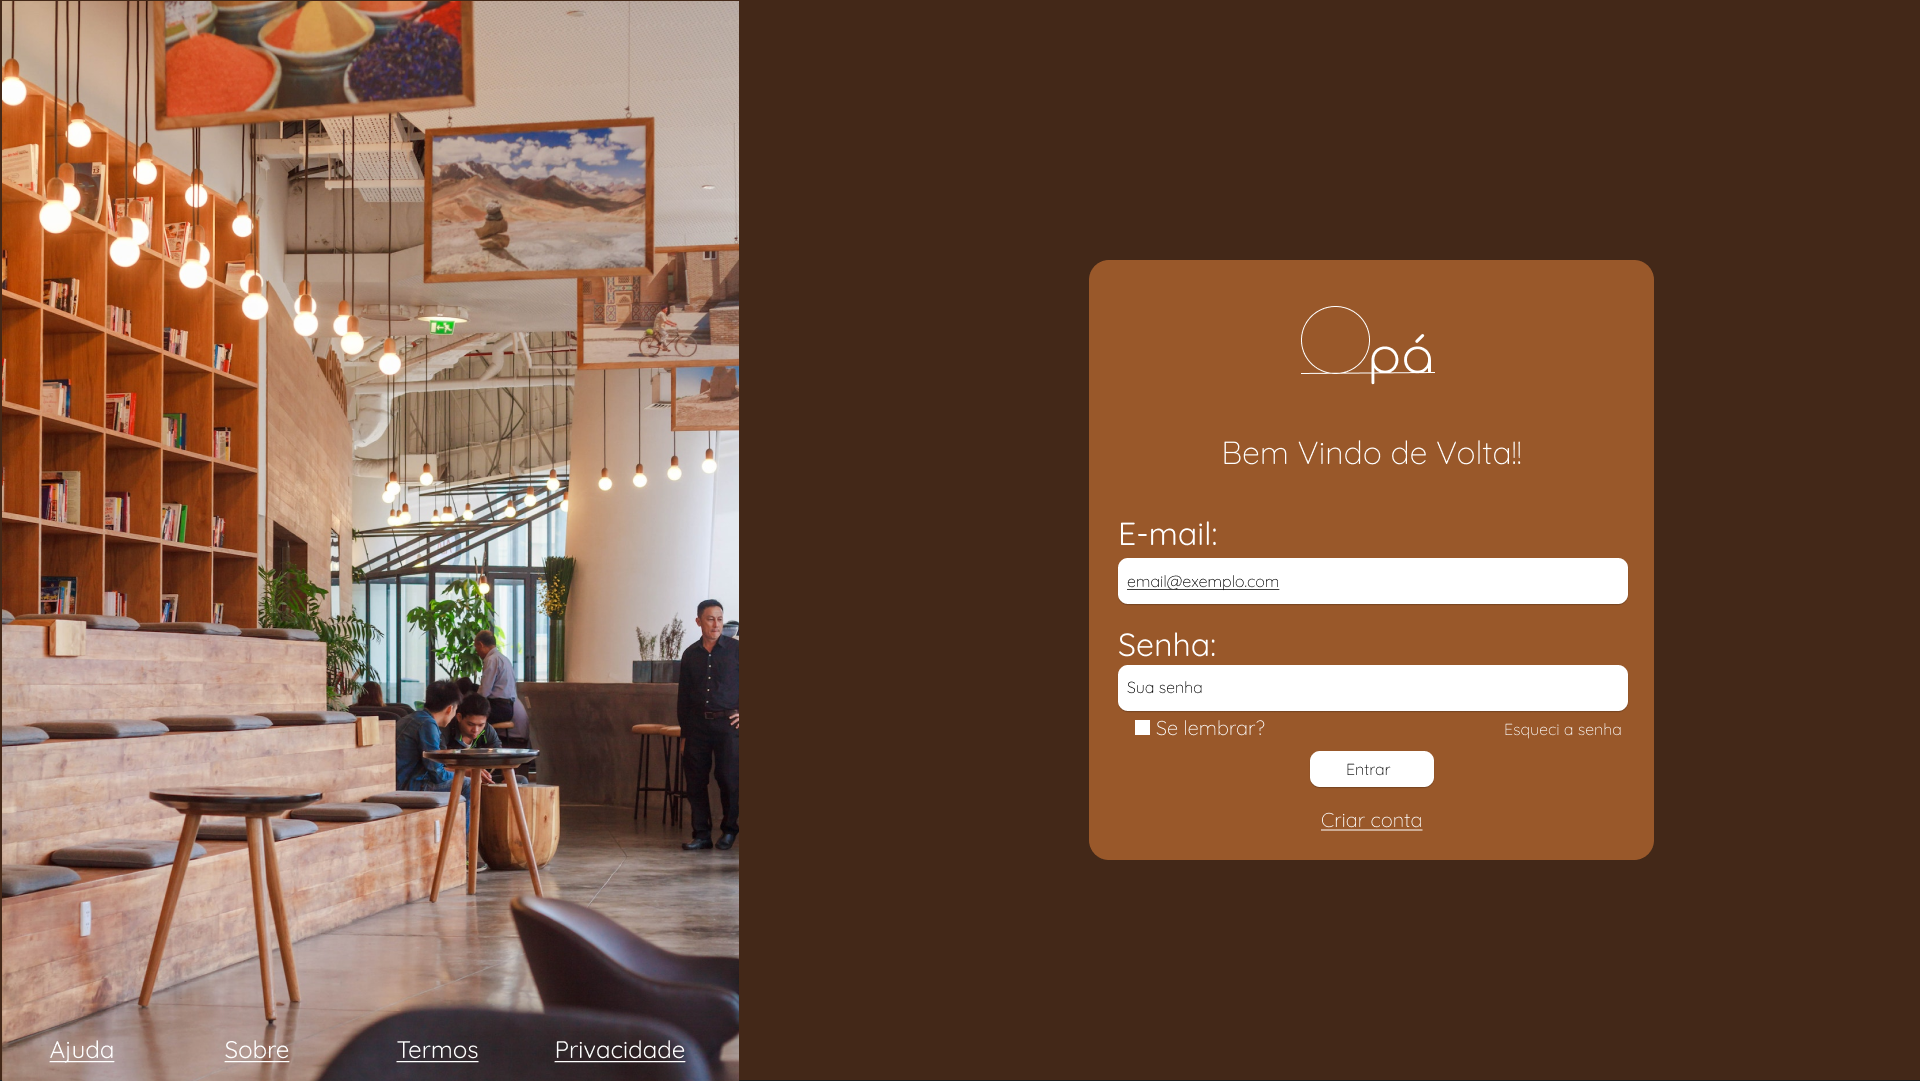 Opá
Bem Vindo de Volta!!
E-mail:
email@exemplo.com
Senha:
Sua senha
Se lembrar?
Esqueci a senha
Entrar
Criar conta
Ajuda
Sobre
Termos
Privacidade